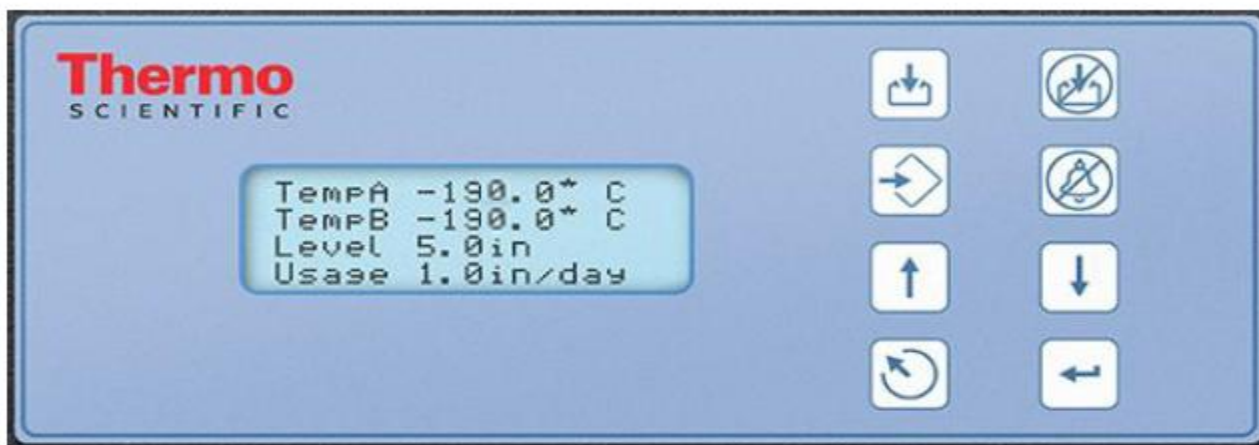 Thermo
SCIENTIFIC
TempA -190.0* C
TempB -190.0* C
Level 5.0in
Usage 1.0in/day